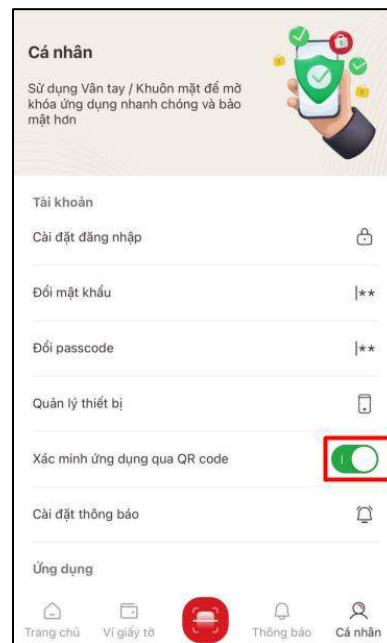 Cá nhân
Sử dụng Vân tay / Khuôn mặt để mở
khóa ứng dụng nhanh chóng và bảo
mật hơn
Tài khoản
Cài đặt đăng nhập
Đổi mật khẩu
|**
Đổi passcode
|**
Quản lý thiết bị
Xác minh ứng dụng qua QR code
Cài đặt thông báo
Ứng dụng
Trang chủ Ví giấy tờ Thông báo Cá nhân